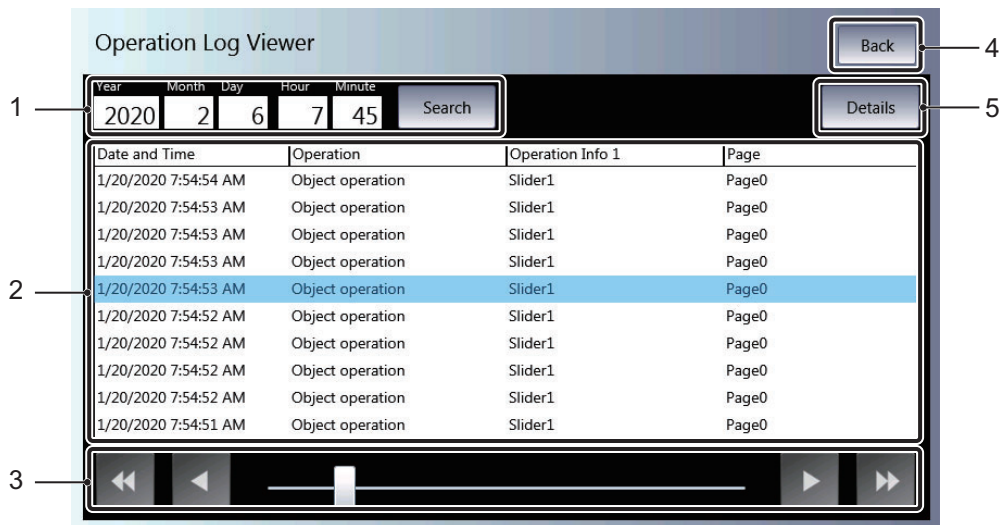 Operation Log Viewer
Back
4
Year Month Day Hour Minute
1
2020 2 6 7 45 Search
Details
5
Date and Time Operation Operation Info 1 Page
1/20/2020 7:54:54 AM Object operation Slider1 Page0
1/20/2020 7:54:53 AM Object operation Slider1 Page0
1/20/2020 7:54:53 AM Object operation Slider1 Page0
1/20/2020 7:54:53 AM Object operation Slider1 Page0
2
1/20/2020 7:54:53 AM Object operation Slider1 Page0
1/20/2020 7:54:52 AM Object operation Slider1 Page0
1/20/2020 7:54:52 AM Object operation Slider1 Page0
1/20/2020 7:54:52 AM Object operation Slider1 Page0
1/20/2020 7:54:52 AM Object operation Slider1 Page0
1/20/2020 7:54:51 AM Object operation Slider1 Page0
3